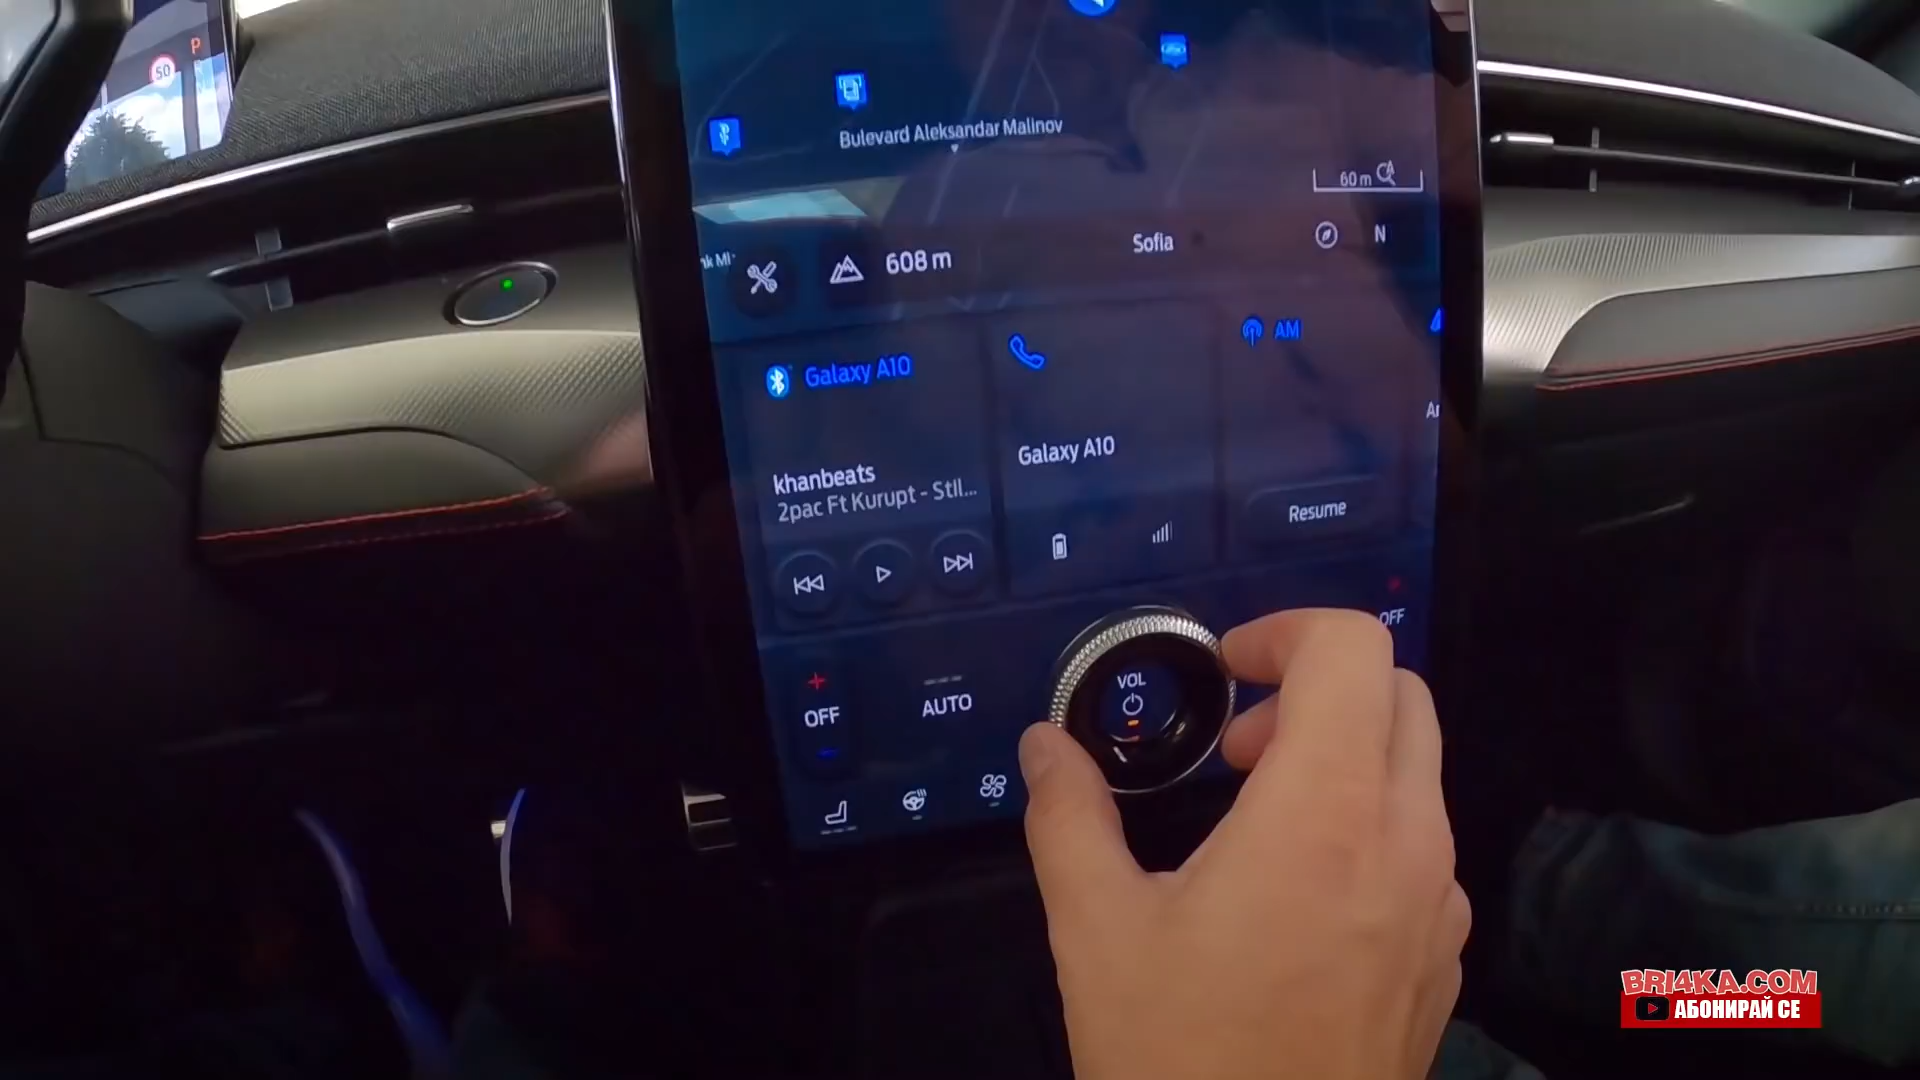 P
50
Bulevard Aleksandar Malinov
60 m
608 m
Sofia
N
Galaxy A10
AM
khanbeats
2pac Ft Kurupt - Stil...
Galaxy A10
Resume
OFF
AUTO
VOL
OFF
BRI4KA.COM
АБОНИРАЙ СЕ